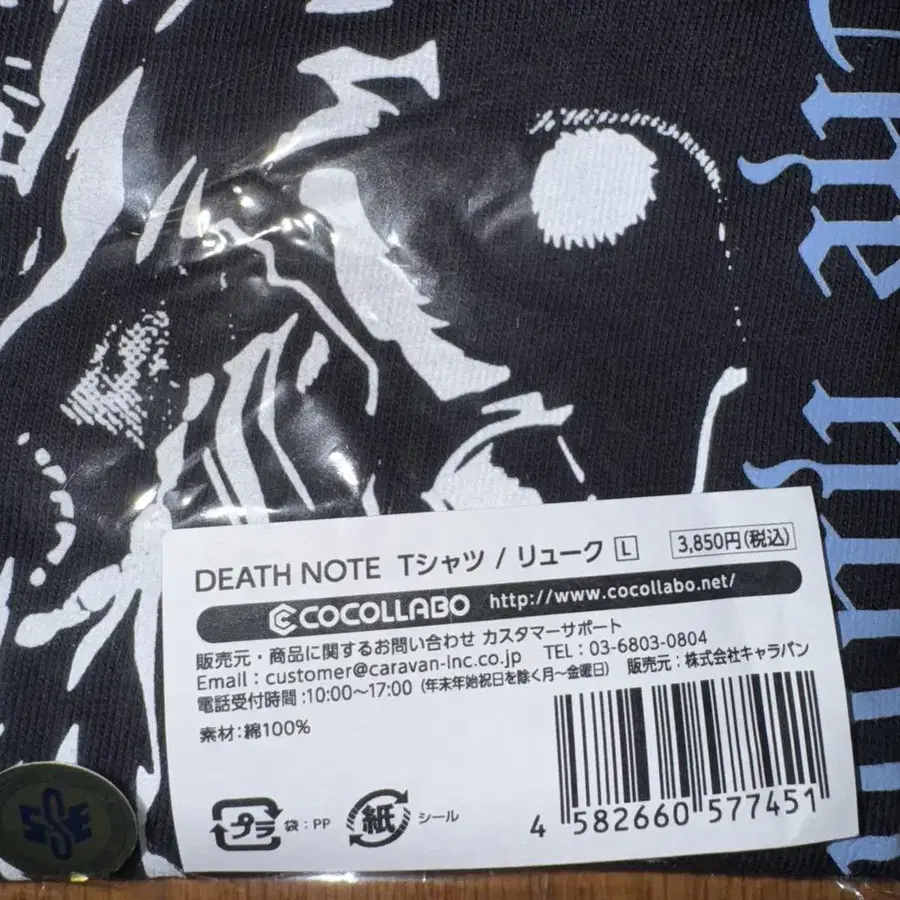 DEATH NOTE Tシャツ / リューク L 3,850円(税込)
COCOLLABO http://www.cocollabo.net/
販売元・商品に関するお問い合わせ カスタマーサポート
Email : customer@caravan-inc.co.jp TEL : 03-6803-0804
電話受付時間 :10:00~17:00 (年末年始祝日を除く月~金曜日) 販売元 : 株式会社キャラバン
素材 : 綿100%
プラ 袋 : PP 紙 シール
4 582660 577451